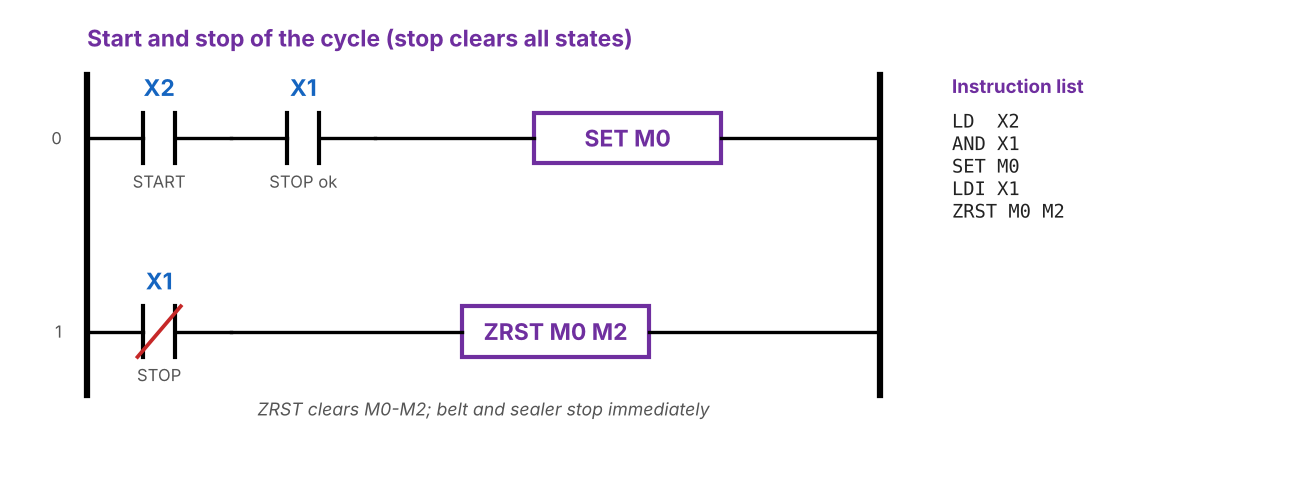 Start and stop of the cycle (stop clears all states)
X2 X1
0 SET M0
START STOP ok
X1
1 ZRST M0 M2
STOP
ZRST clears M0-M2; belt and sealer stop immediately
Instruction list
LD X2
AND X1
SET M0
LDI X1
ZRST M0 M2